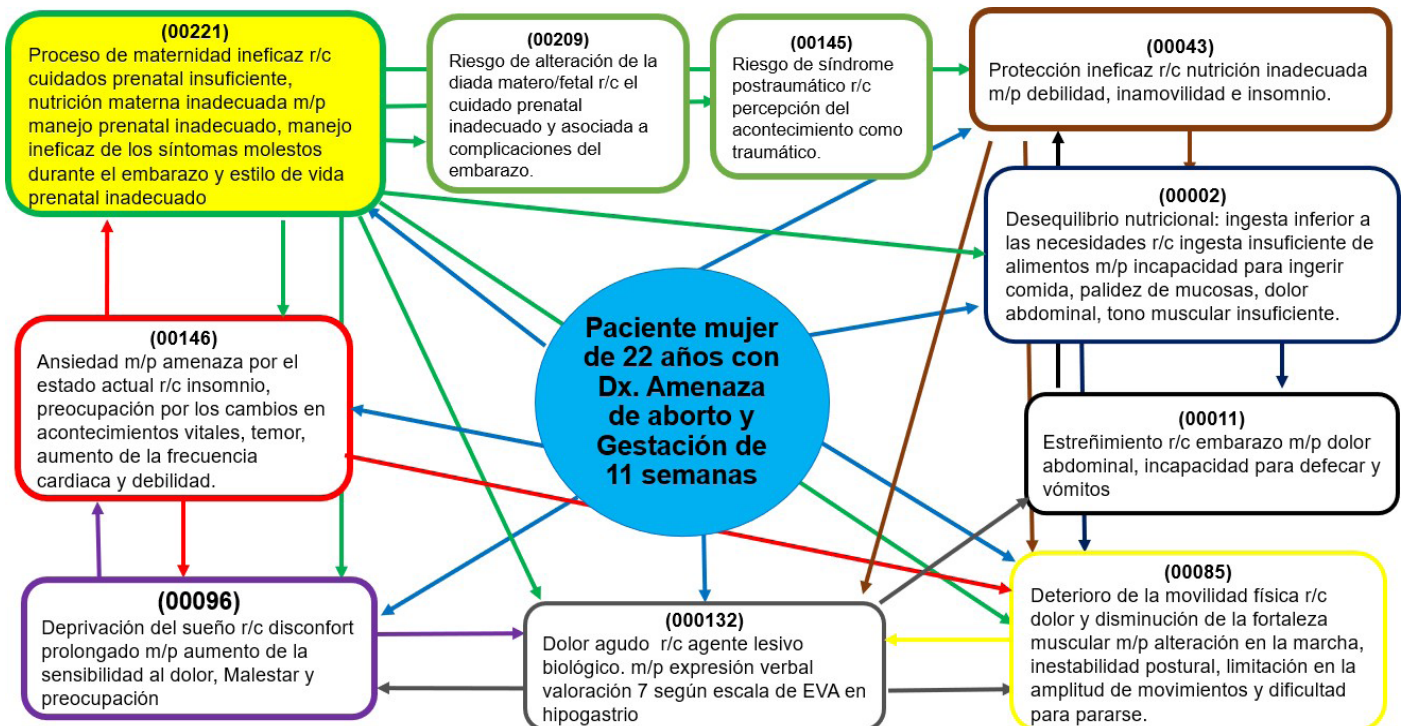 (00221)
Proceso de maternidad ineficaz r/c
cuidados prenatal insuficiente,
nutrición materna inadecuada m/p
manejo prenatal inadecuado, manejo
ineficaz de los síntomas molestos
durante el embarazo y estilo de vida
prenatal inadecuado
(00209)
Riesgo de alteración de la
diada matero/fetal r/c el
cuidado prenatal
inadecuado y asociada a
complicaciones del
embarazo.
(00145)
Riesgo de síndrome
postraumático r/c
percepción del
acontecimiento como
traumático.
(00043)
Protección ineficaz r/c nutrición inadecuada
m/p debilidad, inamovilidad e insomnio.
(00002)
Desequilibrio nutricional: ingesta inferior a
las necesidades r/c ingesta insuficiente de
alimentos m/p incapacidad para ingerir
comida, palidez de mucosas, dolor
abdominal, tono muscular insuficiente.
(00146)
Ansiedad m/p amenaza por el
estado actual r/c insomnio,
preocupación por los cambios en
acontecimientos vitales, temor,
aumento de la frecuencia
cardiaca y debilidad.
Paciente mujer
de 22 años con
Dx. Amenaza
de aborto y
Gestación de
11 semanas
(00011)
Estreñimiento r/c embarazo m/p dolor
abdominal, incapacidad para defecar y
vómitos
(00096)
Deprivación del sueño r/c disconfort
prolongado m/p aumento de la
sensibilidad al dolor, Malestar y
preocupación
(000132)
Dolor agudo r/c agente lesivo
biológico. m/p expresión verbal
valoración 7 según escala de EVA en
hipogastrio
(00085)
Deterioro de la movilidad física r/c
dolor y disminución de la fortaleza
muscular m/p alteración en la marcha,
inestabilidad postural, limitación en la
amplitud de movimientos y dificultad
para pararse.